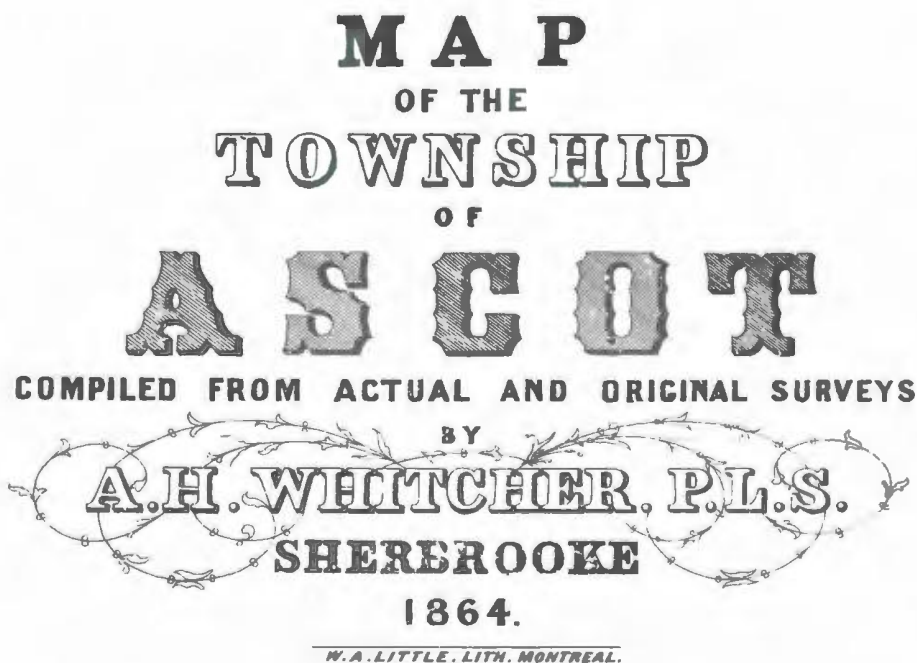 MAP
OF THE
TOWNSHIP
OF
ASCOT
COMPILED FROM ACTUAL AND ORIGINAL SURVEYS
BY
A.H. WHITCHER. P.L.S.
SHERBROOKE
1864.
W.A. LITTLE. LITH. MONTREAL.